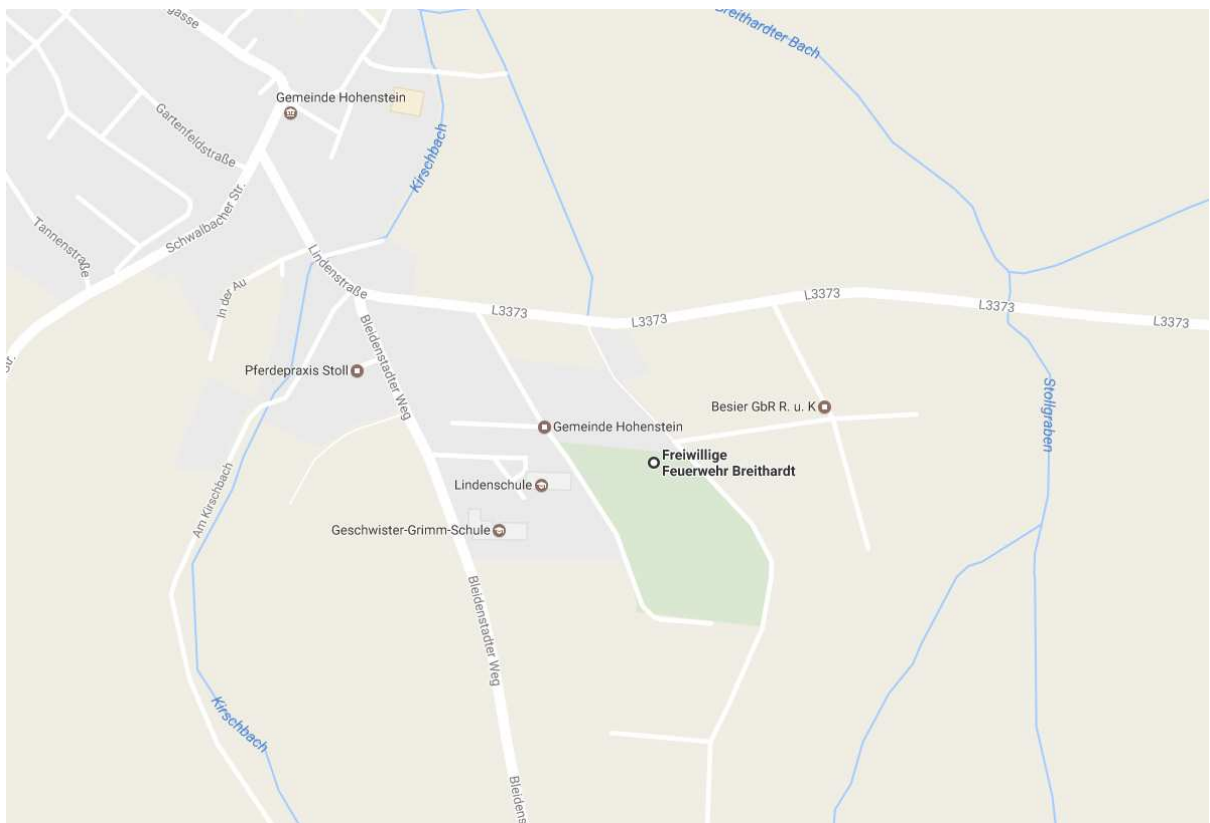 gasse
Breithardter Bach
Gemeinde Hohenstein
Gartenfeldstraße
Kirschbach
Schwalbacher Str.
Tannenstraße
Lindenstraße
In der Au
L3373
L3373
L3373
L3373
L3373
Str.
Bleidenstadter Weg
Pferdepraxis Stoll
Besier GbR R. u. K
Stollgraben
Gemeinde Hohenstein
Freiwillige
Feuerwehr Breithardt
Lindenschule
Am Kirschbach
Geschwister-Grimm-Schule
Bleidenstadter Weg
Kirschbach
Bleidens